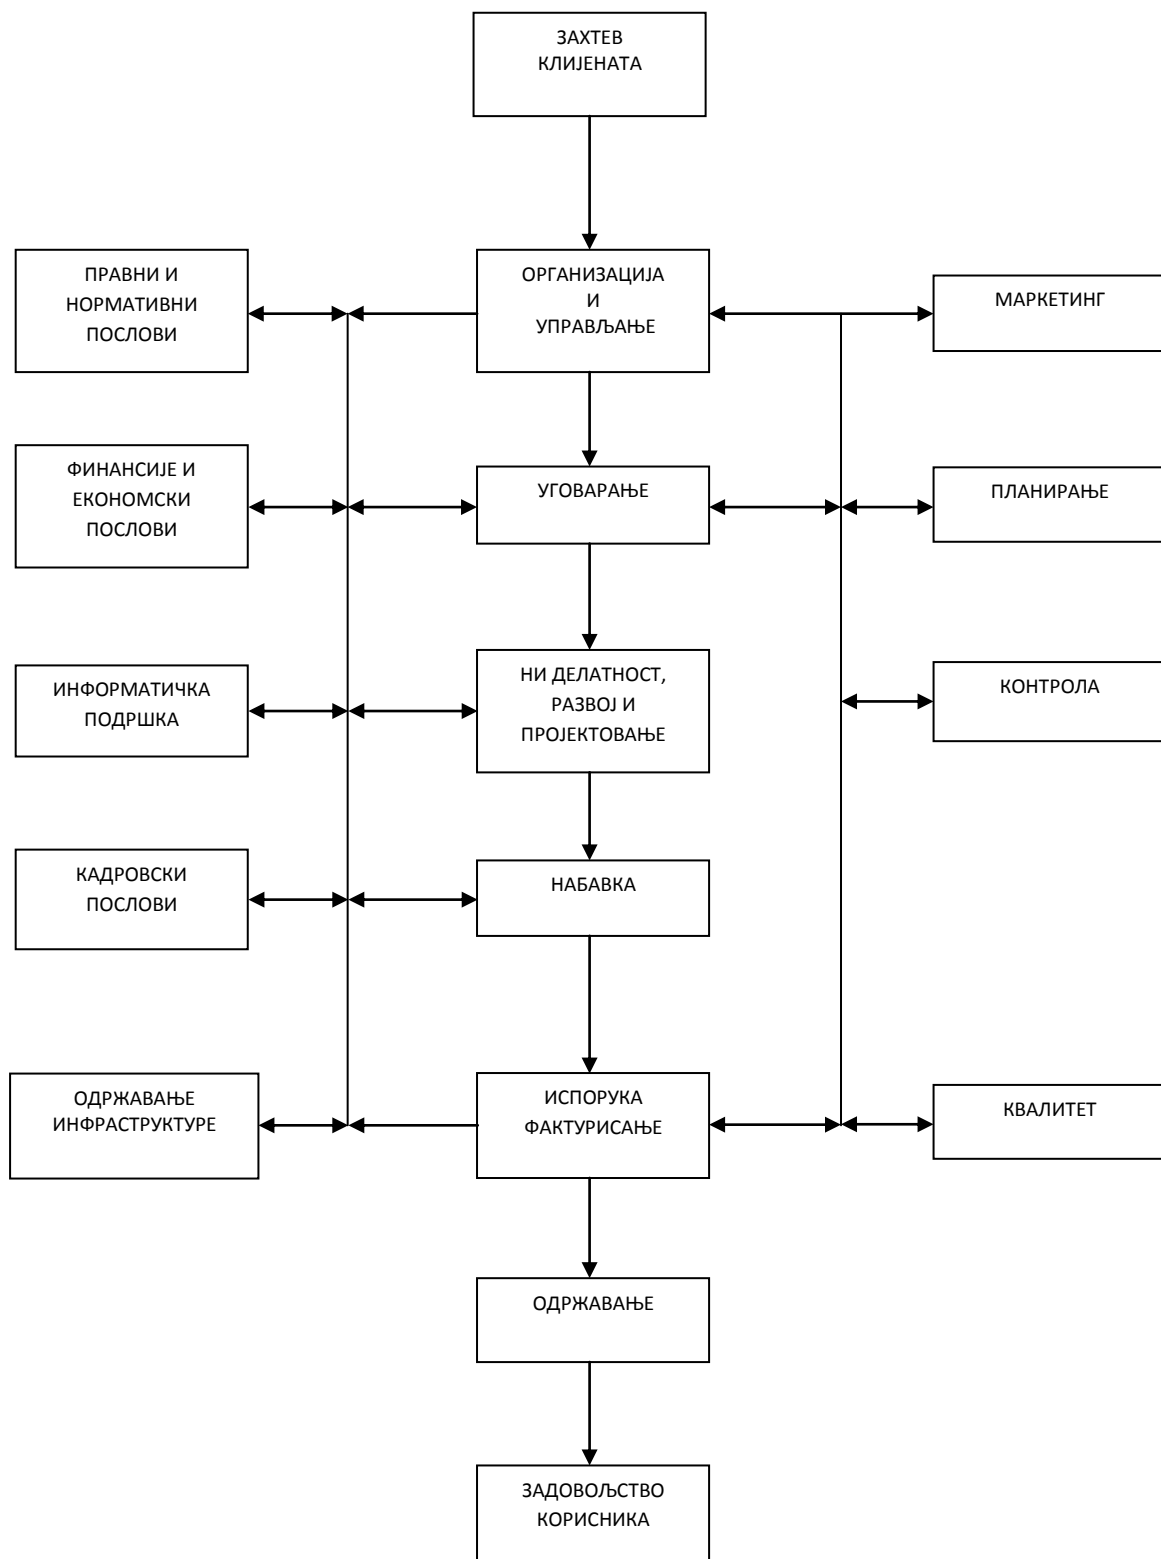 ЗАХТЕВ
КЛИЈЕНАТА
ПРАВНИ И
НОРМАТИВНИ
ПОСЛОВИ
ОРГАНИЗАЦИЈА
И
УПРАВЉАЊЕ
МАРКЕТИНГ
ФИНАНСИЈЕ И
ЕКОНОМСКИ
ПОСЛОВИ
УГОВАРАЊЕ
ПЛАНИРАЊЕ
ИНФОРМАТИЧКА
ПОДРШКА
НИ ДЕЛАТНОСТ,
РАЗВОЈ И
ПРОЈЕКТОВАЊЕ
КОНТРОЛА
КАДРОВСКИ
ПОСЛОВИ
НАБАВКА
ОДРЖАВАЊЕ
ИНФРАСТРУКТУРЕ
ИСПОРУКА
ФАКТУРИСАЊЕ
КВАЛИТЕТ
ОДРЖАВАЊЕ
ЗАДОВОЉСТВО
КОРИСНИКА